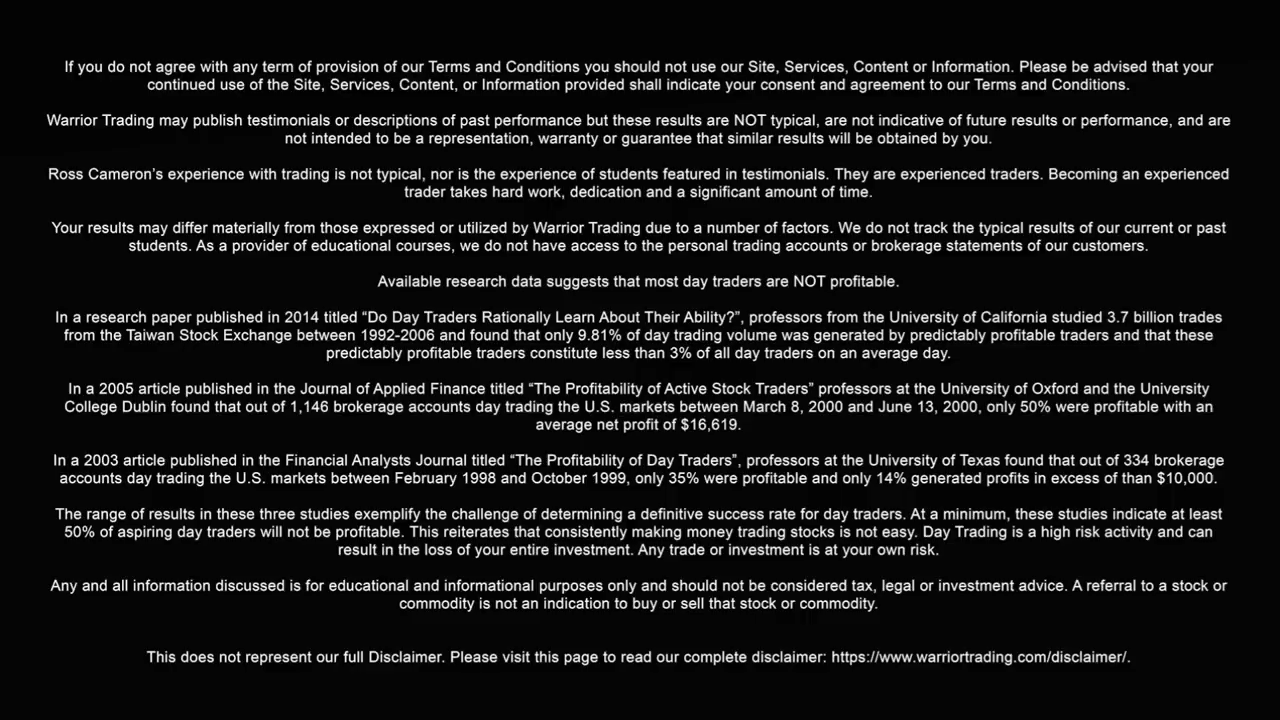 If you do not agree with any term of provision of our Terms and Conditions you should not use our Site, Services, Content or Information. Please be advised that your
continued use of the Site, Services, Content, or Information provided shall indicate your consent and agreement to our Terms and Conditions.
Warrior Trading may publish testimonials or descriptions of past performance but these results are NOT typical, are not indicative of future results or performance, and are
not intended to be a representation, warranty or guarantee that similar results will be obtained by you.
Ross Cameron’s experience with trading is not typical, nor is the experience of students featured in testimonials. They are experienced traders. Becoming an experienced
trader takes hard work, dedication and a significant amount of time.
Your results may differ materially from those expressed or utilized by Warrior Trading due to a number of factors. We do not track the typical results of our current or past
students. As a provider of educational courses, we do not have access to the personal trading accounts or brokerage statements of our customers.
Available research data suggests that most day traders are NOT profitable.
In a research paper published in 2014 titled “Do Day Traders Rationally Learn About Their Ability?”, professors from the University of California studied 3.7 billion trades
from the Taiwan Stock Exchange between 1992-2006 and found that only 9.81% of day trading volume was generated by predictably profitable traders and that these
predictably profitable traders constitute less than 3% of all day traders on an average day.
In a 2005 article published in the Journal of Applied Finance titled “The Profitability of Active Stock Traders” professors at the University of Oxford and the University
College Dublin found that out of 1,146 brokerage accounts day trading the U.S. markets between March 8, 2000 and June 13, 2000, only 50% were profitable with an
average net profit of $16,619.
In a 2003 article published in the Financial Analysts Journal titled “The Profitability of Day Traders”, professors at the University of Texas found that out of 334 brokerage
accounts day trading the U.S. markets between February 1998 and October 1999, only 35% were profitable and only 14% generated profits in excess of than $10,000.
The range of results in these three studies exemplify the challenge of determining a definitive success rate for day traders. At a minimum, these studies indicate at least
50% of aspiring day traders will not be profitable. This reiterates that consistently making money trading stocks is not easy. Day Trading is a high risk activity and can
result in the loss of your entire investment. Any trade or investment is at your own risk.
Any and all information discussed is for educational and informational purposes only and should not be considered tax, legal or investment advice. A referral to a stock or
commodity is not an indication to buy or sell that stock or commodity.
This does not represent our full Disclaimer. Please visit this page to read our complete disclaimer: https://www.warriortrading.com/disclaimer/.